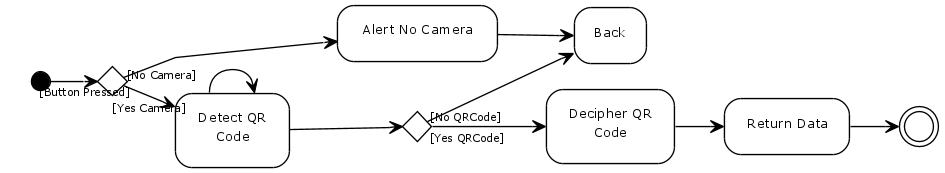 Alert No Camera
Back
[No Camera]
[Button Pressed]
[Yes Camera]
Detect QR
Code
[No QRCode]
[Yes QRCode]
Decipher QR
Code
Return Data